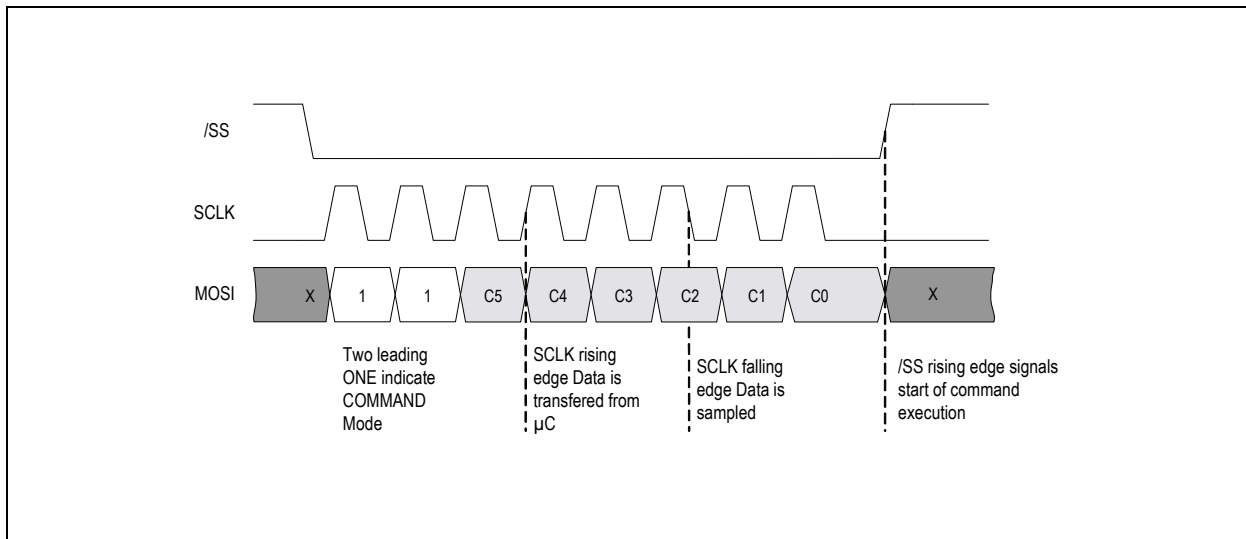 /SS
SCLK
MOSI
X 1 1 C5 C4 C3 C2 C1 C0 X
Two leading
ONE indicate
COMMAND
Mode
SCLK rising
edge Data is
transfered from
µC
SCLK falling
edge Data is
sampled
/SS rising edge signals
start of command
execution